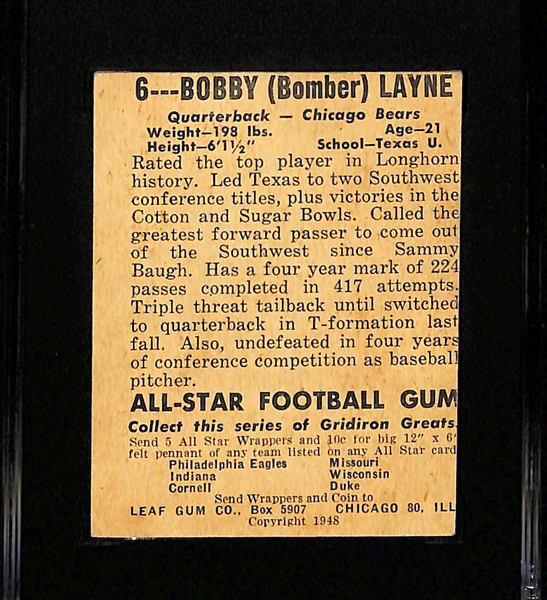 6---BOBBY (Bomber) LAYNE
Quarterback — Chicago Bears
Weight—198 lbs. Age—21
Height—6'1½" School—Texas U.
Rated the top player in Longhorn
history. Led Texas to two Southwest
conference titles, plus victories in the
Cotton and Sugar Bowls. Called the
greatest forward passer to come out
of the Southwest since Sammy
Baugh. Has a four year mark of 224
passes completed in 417 attempts.
Triple threat tailback until switched
to quarterback in T-formation last
fall. Also, undefeated in four years
of conference competition as baseball
pitcher.
ALL-STAR FOOTBALL GUM
Collect this series of Gridiron Greats.
Send 5 All Star Wrappers and 10c for big 12" x 6'
felt pennant of any team listed on any All Star card
Philadelphia Eagles Missouri
Indiana Wisconsin
Cornell Duke
Send Wrappers and Coin to
LEAF GUM CO., Box 5907 CHICAGO 80, ILL
Copyright 1948